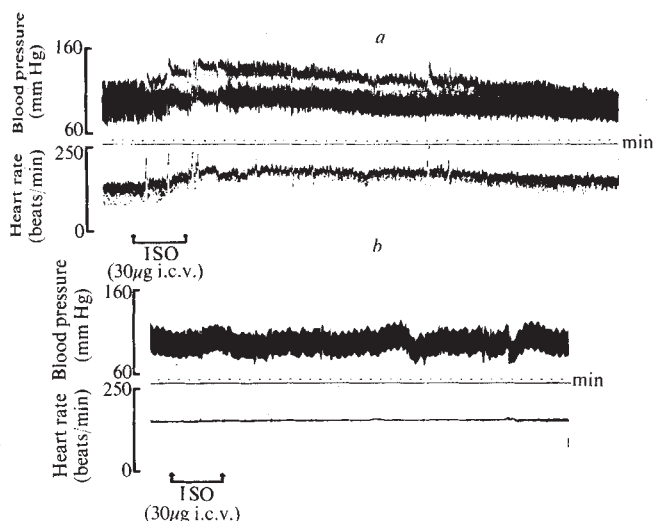 a
Blood pressure
(mm Hg)
160
60
min
Heart rate
(beats/min)
250
0
ISO
(30µg i.c.v.)
b
Blood pressure
(mm Hg)
160
60
min
Heart rate
(beats/min)
250
0
ISO
(30µg i.c.v.)